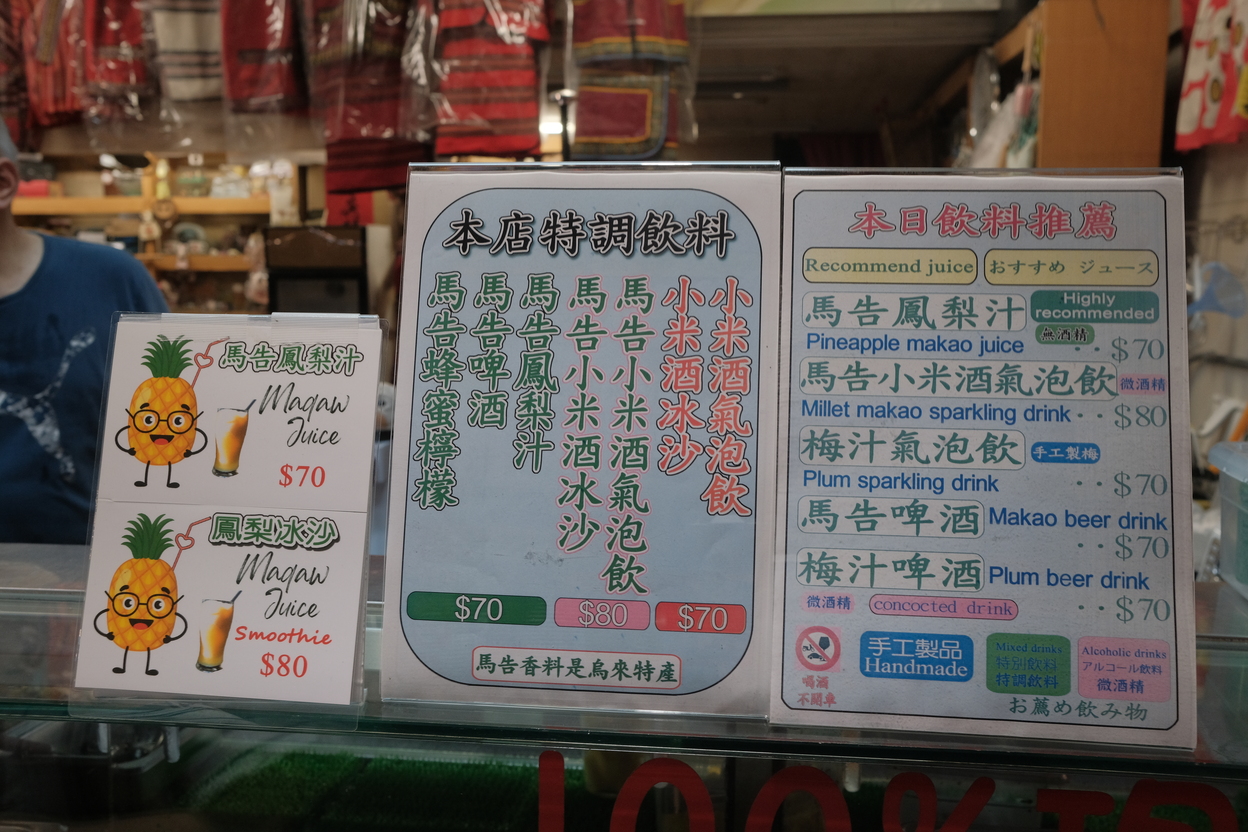 馬告鳳梨汁
Maqaw
Juice
$70
鳳梨冰沙
Maqaw
Juice
Smoothie
$80
本店特調飲料
小米酒氣泡飲
小米酒冰沙
馬告小米酒氣泡飲
馬告小米酒冰沙
馬告鳳梨汁
馬告啤酒
馬告蜂蜜檸檬
$70 $80 $70
馬告香料是烏來特產
本日飲料推薦
Recommend juice おすすめ ジュース
馬告鳳梨汁 Highly recommended
無酒精
Pineapple makao juice ·· $70
馬告小米酒氣泡飲 微酒精
Millet makao sparkling drink ·· $80
梅汁氣泡飲 手工製梅
Plum sparkling drink ·· $70
馬告啤酒 Makao beer drink
·· $70
梅汁啤酒 Plum beer drink
微酒精 concocted drink ·· $70
喝酒
不開車
手工製品
Handmade
Mixed drinks
特別飲料
特調飲料
Alcoholic drinks
アルコール飲料
微酒精
お薦め飲み物
100%